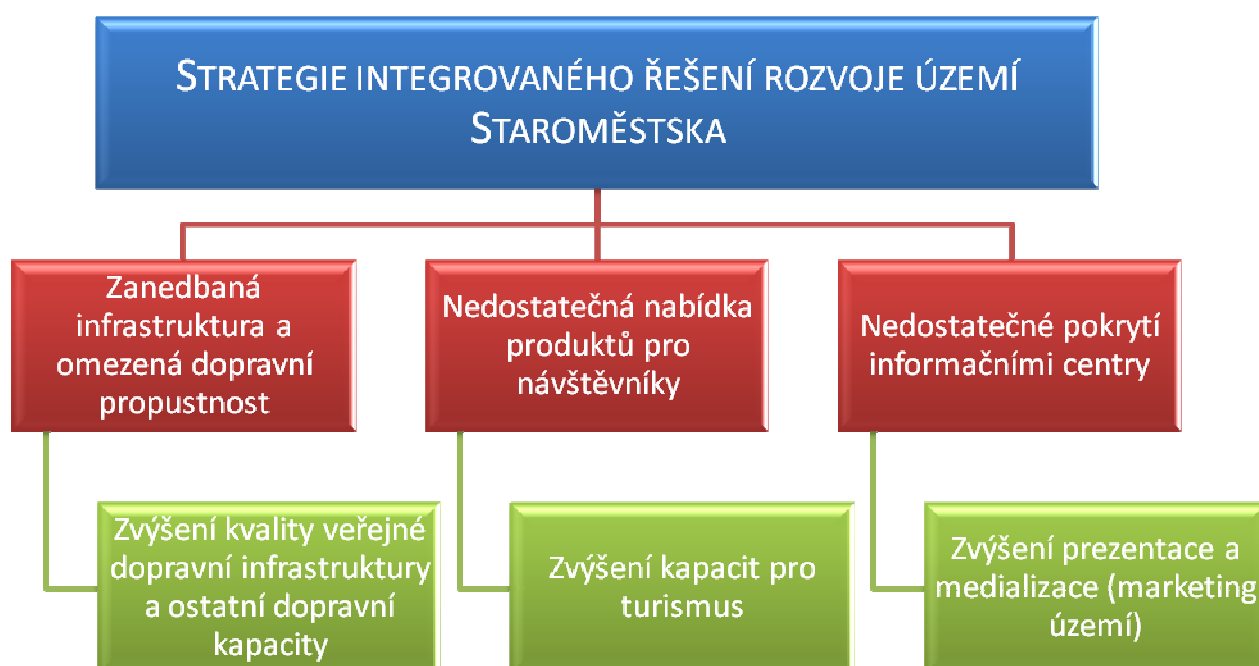 STRATEGIE INTEGROVANÉHO ŘEŠENÍ ROZVOJE ÚZEMÍ
STAROMĚSTSKA
Zanedbaná
infrastruktura a
omezená dopravní
propustnost
Nedostatečná nabídka
produktů pro
návštěvníky
Nedostatečné pokrytí
informačními centry
Zvýšení kvality veřejné
dopravní infrastruktury
a ostatní dopravní
kapacity
Zvýšení kapacit pro
turismus
Zvýšení prezentace a
medializace (marketing
území)